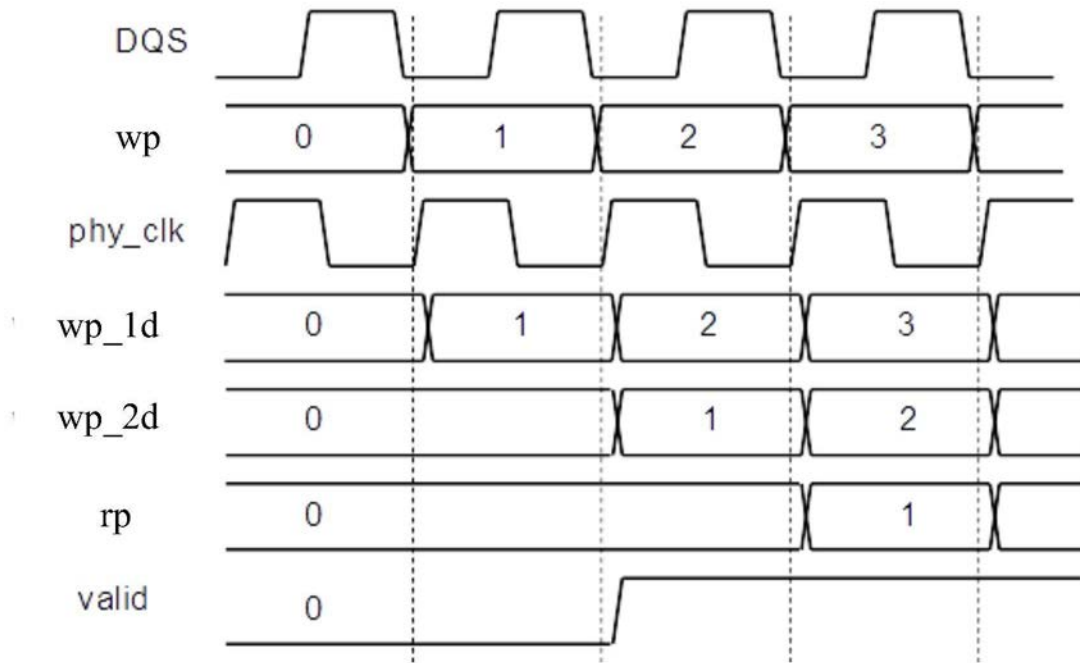 DQS
wp 0 1 2 3
phy_clk
wp_1d 0 1 2 3
wp_2d 0 1 2
rp 0 1
valid 0